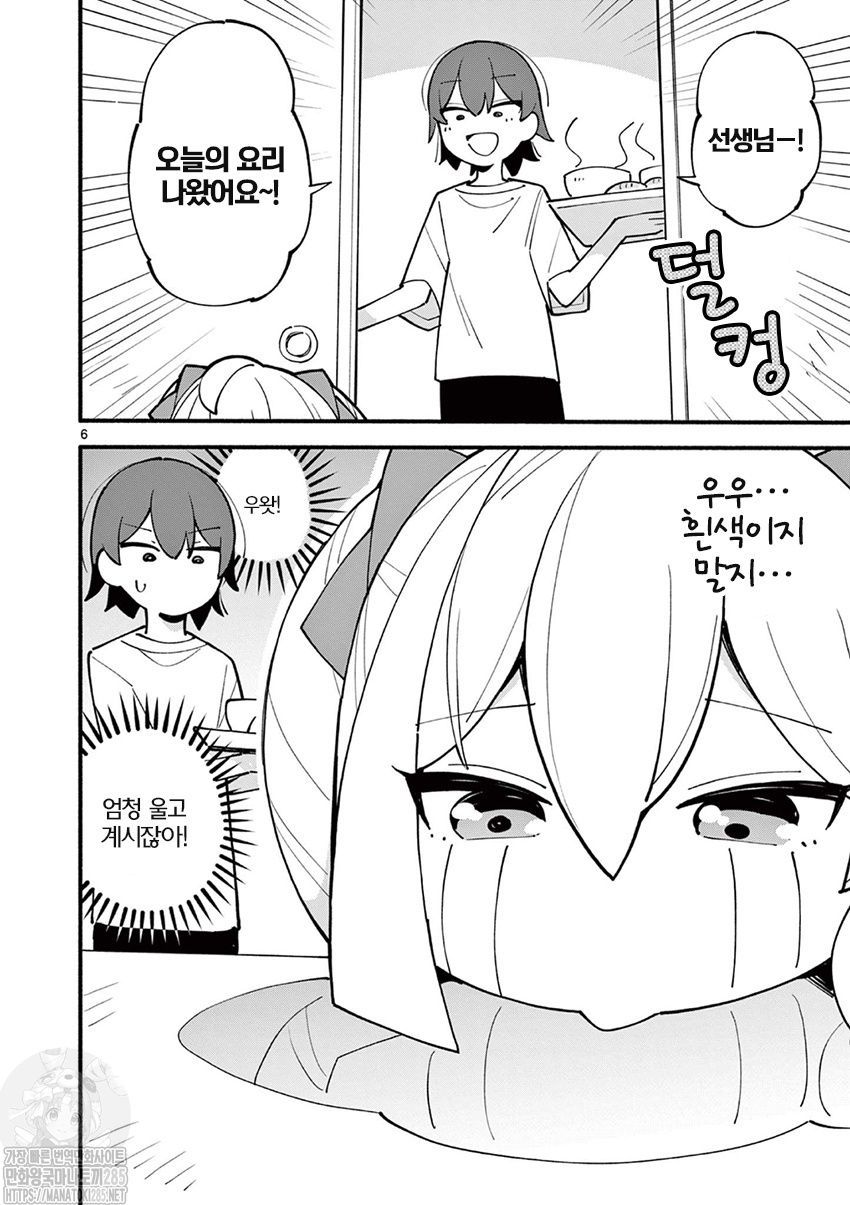 선생님ㅡ!
오늘의 요리
나왔어요~!
덜
컹
6
우우…
흰색이지
말지…
우왓!
엄청 울고
계시잖아!
가장 빠른 번역만화사이트
만화왕국마나토끼285
HTTPS://MANATOKI285.NET